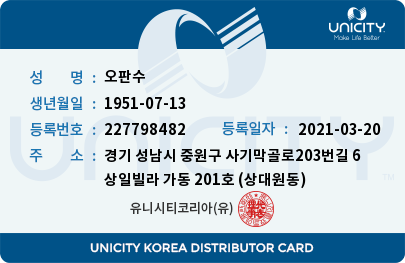 UNICITY
Make Life Better
성 명 : 오판수
생년월일 : 1951-07-13
등록번호 : 227798482 등록일자 : 2021-03-20
주 소 : 경기 성남시 중원구 사기막골로203번길 6
상일빌라 가동 201호 (상대원동)
UNICITY
유니시티코리아(유)
UNICITY KOREA DISTRIBUTOR CARD